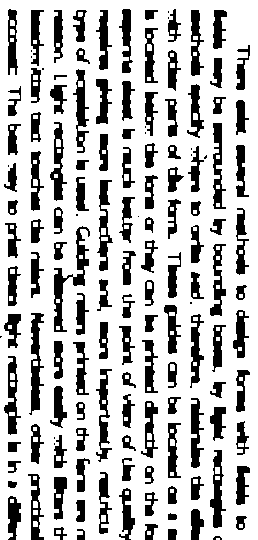 There exist several methods to design forms with fields to
fields may be surrounded by bounding boxes, by light rectangles o
methods specify where to write and, therefore, minimize the effe
with other parts of the form. These guides can be located on a s
is located below the form or they can be printed directly on the fo
separate sheet is much better from the point of view of the quality
requires giving more instructions and, more importantly, restricts
type of acquisition is used. Guiding rulers printed on the form are
reason. Light rectangles can be removed more easily with filters th
handwritten text touches the rulers. Nevertheless, other practical
account: The best way to print these light rectangles is in a differen